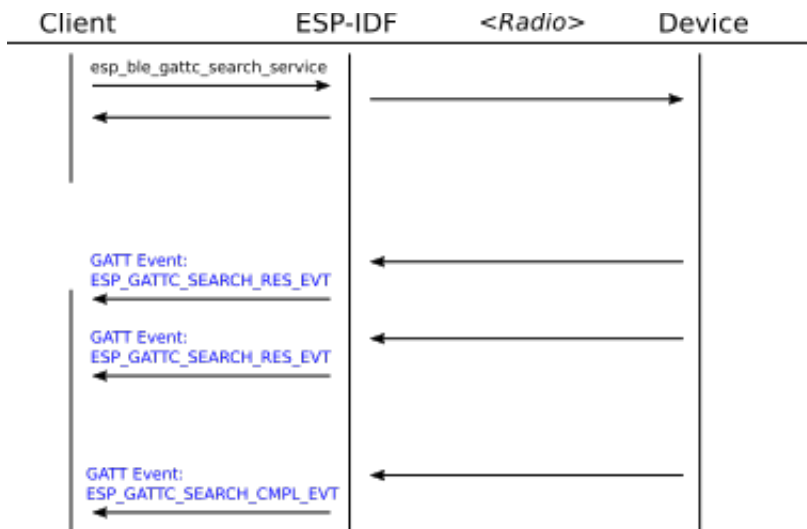 Client ESP-IDF <Radio> Device
esp_ble_gattc_search_service
GATT Event:
ESP_GATTC_SEARCH_RES_EVT
GATT Event:
ESP_GATTC_SEARCH_RES_EVT
GATT Event:
ESP_GATTC_SEARCH_CMPL_EVT